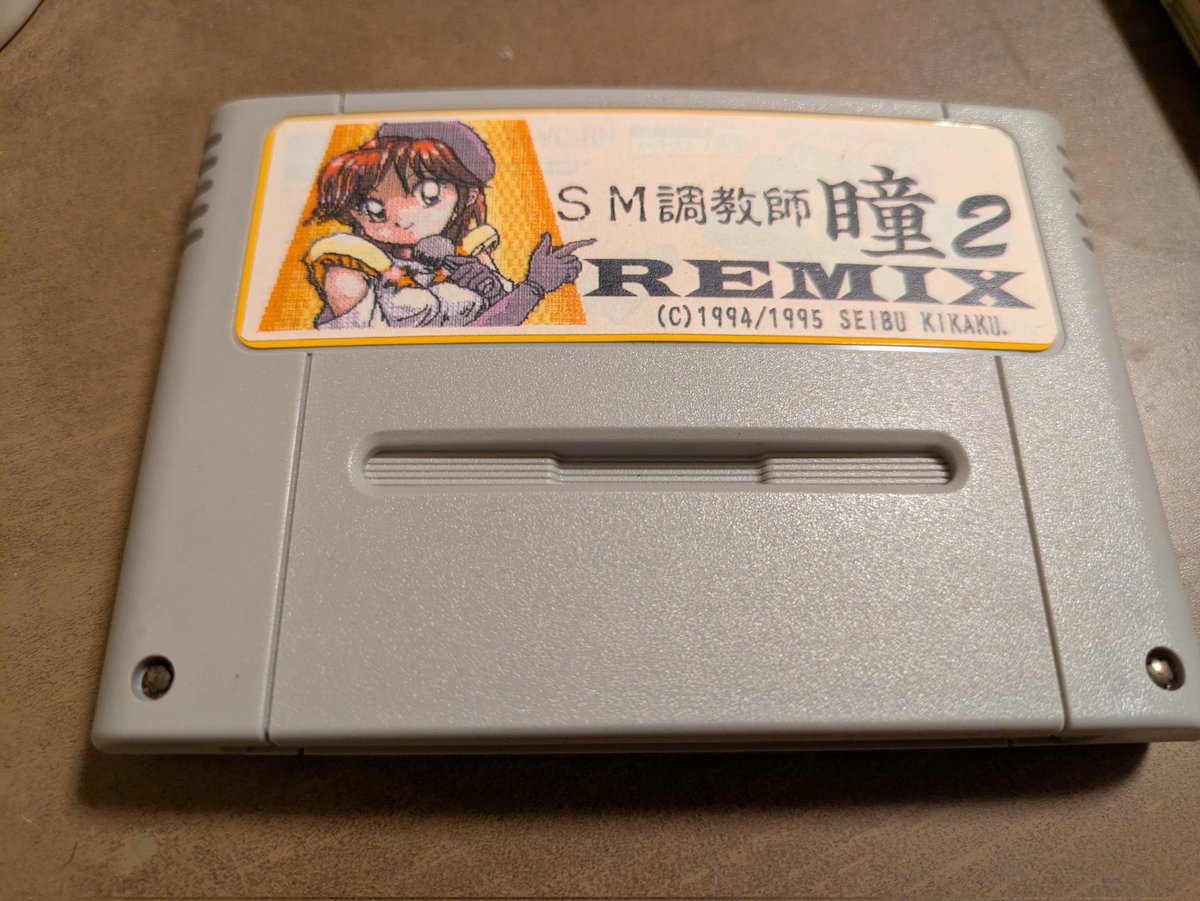 ＳＭ調教師瞳2
REMIX
(C)1994/1995 SEIBU KIKAKU.